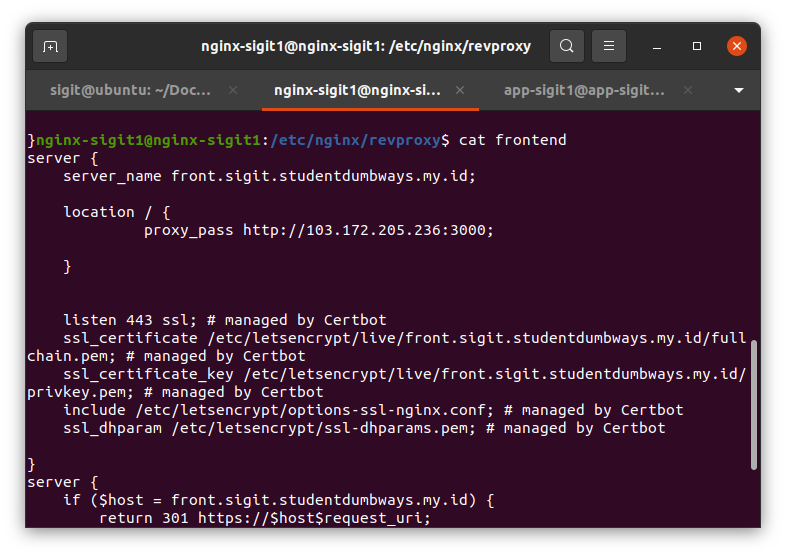 nginx-sigit1@nginx-sigit1: /etc/nginx/revproxy
sigit@ubuntu: ~/Doc...
nginx-sigit1@nginx-si...
app-sigit1@app-sigit...
}nginx-sigit1@nginx-sigit1:/etc/nginx/revproxy$ cat frontend
server {
    server_name front.sigit.studentdumbways.my.id;
    location / {
             proxy_pass http://103.172.205.236:3000;
    }
    listen 443 ssl; # managed by Certbot
    ssl_certificate /etc/letsencrypt/live/front.sigit.studentdumbways.my.id/full
chain.pem; # managed by Certbot
    ssl_certificate_key /etc/letsencrypt/live/front.sigit.studentdumbways.my.id/
privkey.pem; # managed by Certbot
    include /etc/letsencrypt/options-ssl-nginx.conf; # managed by Certbot
    ssl_dhparam /etc/letsencrypt/ssl-dhparams.pem; # managed by Certbot
}
server {
    if ($host = front.sigit.studentdumbways.my.id) {
        return 301 https://$host$request_uri;